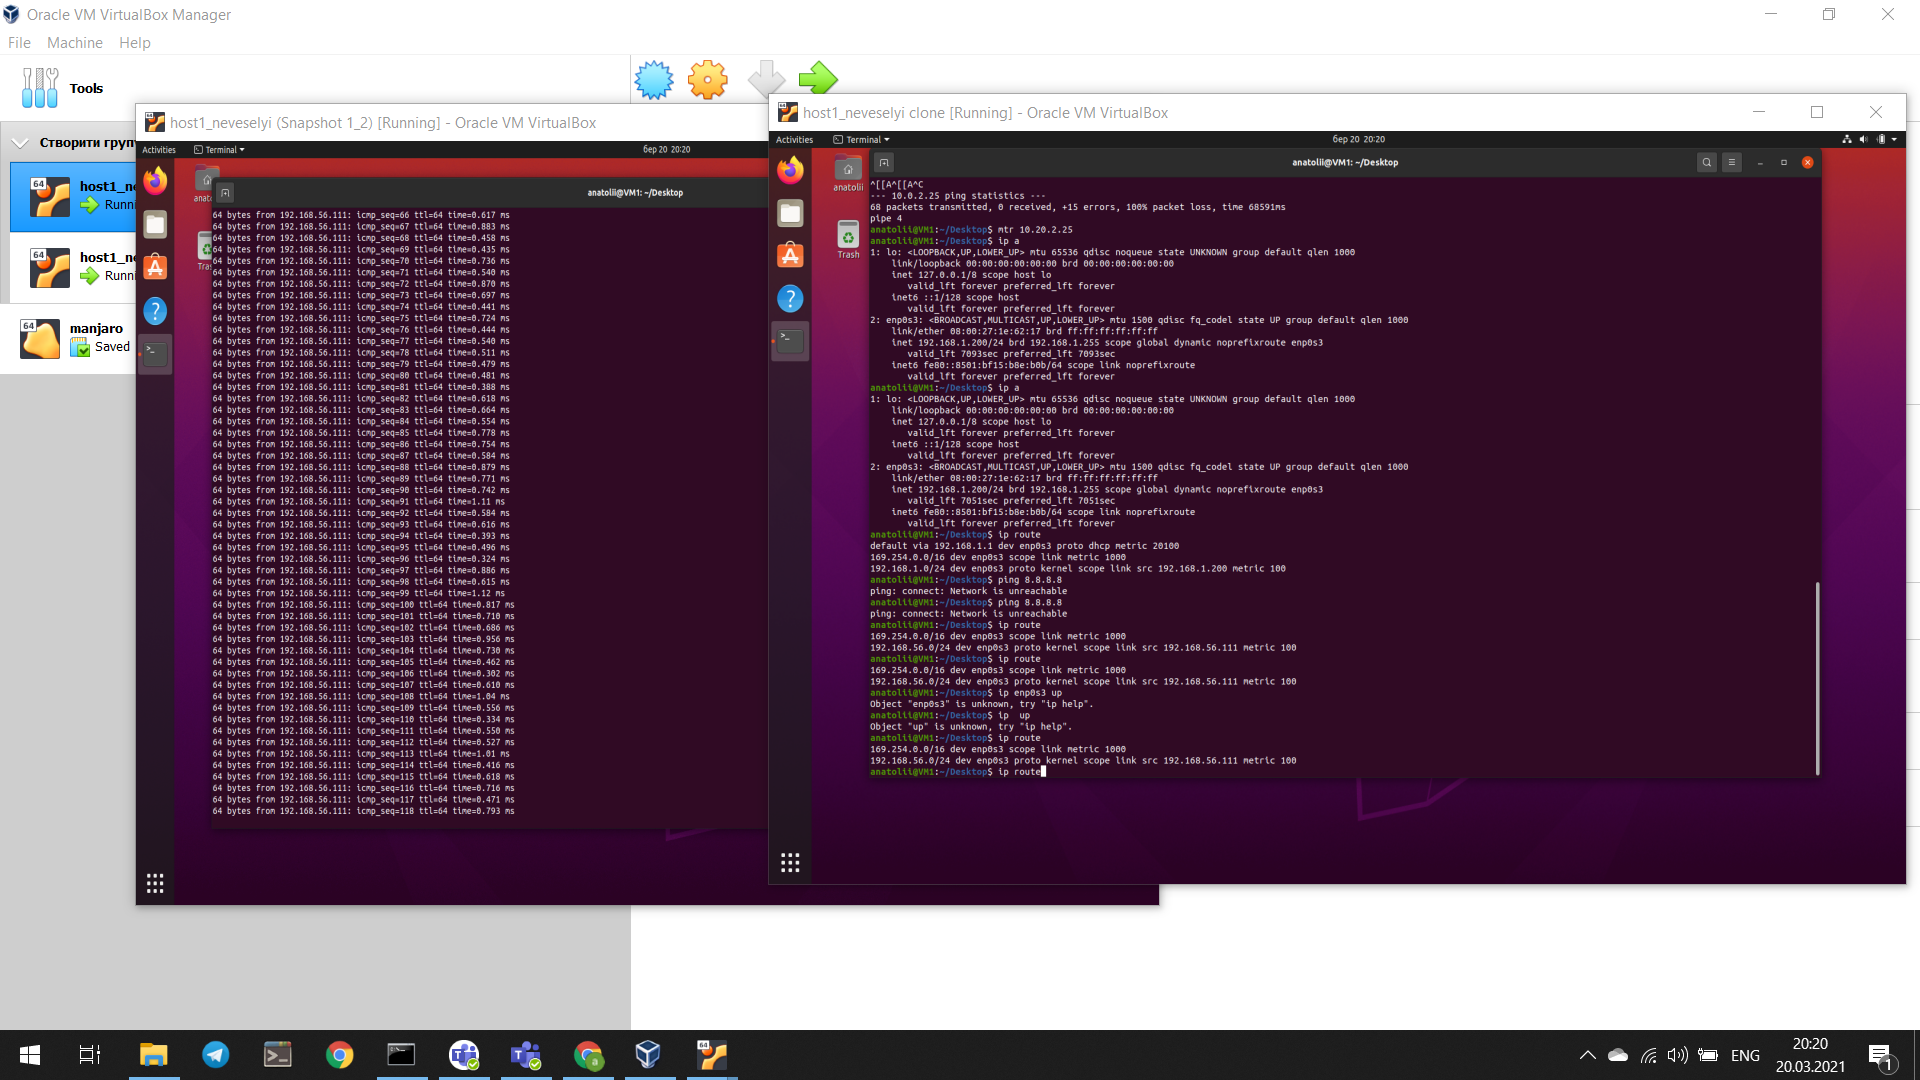 Oracle VM VirtualBox Manager
File Machine Help
Tools
Створити груп
64
host1_ne
Runni
64
host1_ne
Runni
64
manjaro
Saved
64
host1_neveselyi (Snapshot 1_2) [Running] - Oracle VM VirtualBox
Activities
Terminal
бер 20 20:20
anatolii@VM1: ~/Desktop
64 bytes from 192.168.56.111: icmp_seq=66 ttl=64 time=0.617 ms
64 bytes from 192.168.56.111: icmp_seq=67 ttl=64 time=0.883 ms
64 bytes from 192.168.56.111: icmp_seq=68 ttl=64 time=0.458 ms
64 bytes from 192.168.56.111: icmp_seq=69 ttl=64 time=0.435 ms
64 bytes from 192.168.56.111: icmp_seq=70 ttl=64 time=0.736 ms
64 bytes from 192.168.56.111: icmp_seq=71 ttl=64 time=0.540 ms
64 bytes from 192.168.56.111: icmp_seq=72 ttl=64 time=0.870 ms
64 bytes from 192.168.56.111: icmp_seq=73 ttl=64 time=0.697 ms
64 bytes from 192.168.56.111: icmp_seq=74 ttl=64 time=0.441 ms
64 bytes from 192.168.56.111: icmp_seq=75 ttl=64 time=0.724 ms
64 bytes from 192.168.56.111: icmp_seq=76 ttl=64 time=0.444 ms
64 bytes from 192.168.56.111: icmp_seq=77 ttl=64 time=0.540 ms
64 bytes from 192.168.56.111: icmp_seq=78 ttl=64 time=0.511 ms
64 bytes from 192.168.56.111: icmp_seq=79 ttl=64 time=0.479 ms
64 bytes from 192.168.56.111: icmp_seq=80 ttl=64 time=0.481 ms
64 bytes from 192.168.56.111: icmp_seq=81 ttl=64 time=0.388 ms
64 bytes from 192.168.56.111: icmp_seq=82 ttl=64 time=0.618 ms
64 bytes from 192.168.56.111: icmp_seq=83 ttl=64 time=0.664 ms
64 bytes from 192.168.56.111: icmp_seq=84 ttl=64 time=0.554 ms
64 bytes from 192.168.56.111: icmp_seq=85 ttl=64 time=0.778 ms
64 bytes from 192.168.56.111: icmp_seq=86 ttl=64 time=0.754 ms
64 bytes from 192.168.56.111: icmp_seq=87 ttl=64 time=0.584 ms
64 bytes from 192.168.56.111: icmp_seq=88 ttl=64 time=0.879 ms
64 bytes from 192.168.56.111: icmp_seq=89 ttl=64 time=0.771 ms
64 bytes from 192.168.56.111: icmp_seq=90 ttl=64 time=0.742 ms
64 bytes from 192.168.56.111: icmp_seq=91 ttl=64 time=1.11 ms
64 bytes from 192.168.56.111: icmp_seq=92 ttl=64 time=0.584 ms
64 bytes from 192.168.56.111: icmp_seq=93 ttl=64 time=0.616 ms
64 bytes from 192.168.56.111: icmp_seq=94 ttl=64 time=0.393 ms
64 bytes from 192.168.56.111: icmp_seq=95 ttl=64 time=0.496 ms
64 bytes from 192.168.56.111: icmp_seq=96 ttl=64 time=0.324 ms
64 bytes from 192.168.56.111: icmp_seq=97 ttl=64 time=0.886 ms
64 bytes from 192.168.56.111: icmp_seq=98 ttl=64 time=0.615 ms
64 bytes from 192.168.56.111: icmp_seq=99 ttl=64 time=1.12 ms
64 bytes from 192.168.56.111: icmp_seq=100 ttl=64 time=0.817 ms
64 bytes from 192.168.56.111: icmp_seq=101 ttl=64 time=0.710 ms
64 bytes from 192.168.56.111: icmp_seq=102 ttl=64 time=0.686 ms
64 bytes from 192.168.56.111: icmp_seq=103 ttl=64 time=0.956 ms
64 bytes from 192.168.56.111: icmp_seq=104 ttl=64 time=0.730 ms
64 bytes from 192.168.56.111: icmp_seq=105 ttl=64 time=0.462 ms
64 bytes from 192.168.56.111: icmp_seq=106 ttl=64 time=0.302 ms
64 bytes from 192.168.56.111: icmp_seq=107 ttl=64 time=0.610 ms
64 bytes from 192.168.56.111: icmp_seq=108 ttl=64 time=1.04 ms
64 bytes from 192.168.56.111: icmp_seq=109 ttl=64 time=0.556 ms
64 bytes from 192.168.56.111: icmp_seq=110 ttl=64 time=0.334 ms
64 bytes from 192.168.56.111: icmp_seq=111 ttl=64 time=0.550 ms
64 bytes from 192.168.56.111: icmp_seq=112 ttl=64 time=0.527 ms
64 bytes from 192.168.56.111: icmp_seq=113 ttl=64 time=1.01 ms
64 bytes from 192.168.56.111: icmp_seq=114 ttl=64 time=0.416 ms
64 bytes from 192.168.56.111: icmp_seq=115 ttl=64 time=0.618 ms
64 bytes from 192.168.56.111: icmp_seq=116 ttl=64 time=0.716 ms
64 bytes from 192.168.56.111: icmp_seq=117 ttl=64 time=0.471 ms
64 bytes from 192.168.56.111: icmp_seq=118 ttl=64 time=0.793 ms
64
host1_neveselyi clone [Running] - Oracle VM VirtualBox
Activities
Terminal
бер 20 20:20
anatolii
Trash
anatolii@VM1: ~/Desktop
^[[A^[[A^C
--- 10.0.2.25 ping statistics ---
68 packets transmitted, 0 received, +15 errors, 100% packet loss, time 68591ms
pipe 4
anatolii@VM1:~/Desktop$ mtr 10.20.2.25
anatolii@VM1:~/Desktop$ ip a
1: lo: <LOOPBACK,UP,LOWER_UP> mtu 65536 qdisc noqueue state UNKNOWN group default qlen 1000
link/loopback 00:00:00:00:00:00 brd 00:00:00:00:00:00
inet 127.0.0.1/8 scope host lo
valid_lft forever preferred_lft forever
inet6 ::1/128 scope host
valid_lft forever preferred_lft forever
2: enp0s3: <BROADCAST,MULTICAST,UP,LOWER_UP> mtu 1500 qdisc fq_codel state UP group default qlen 1000
link/ether 08:00:27:1e:62:17 brd ff:ff:ff:ff:ff:ff
inet 192.168.1.200/24 brd 192.168.1.255 scope global dynamic noprefixroute enp0s3
valid_lft 7093sec preferred_lft 7093sec
inet6 fe80::8501:bf15:b8e:b0b/64 scope link noprefixroute
valid_lft forever preferred_lft forever
anatolii@VM1:~/Desktop$ ip a
1: lo: <LOOPBACK,UP,LOWER_UP> mtu 65536 qdisc noqueue state UNKNOWN group default qlen 1000
link/loopback 00:00:00:00:00:00 brd 00:00:00:00:00:00
inet 127.0.0.1/8 scope host lo
valid_lft forever preferred_lft forever
inet6 ::1/128 scope host
valid_lft forever preferred_lft forever
2: enp0s3: <BROADCAST,MULTICAST,UP,LOWER_UP> mtu 1500 qdisc fq_codel state UP group default qlen 1000
link/ether 08:00:27:1e:62:17 brd ff:ff:ff:ff:ff:ff
inet 192.168.1.200/24 brd 192.168.1.255 scope global dynamic noprefixroute enp0s3
valid_lft 7051sec preferred_lft 7051sec
inet6 fe80::8501:bf15:b8e:b0b/64 scope link noprefixroute
valid_lft forever preferred_lft forever
anatolii@VM1:~/Desktop$ ip route
default via 192.168.1.1 dev enp0s3 proto dhcp metric 20100
169.254.0.0/16 dev enp0s3 scope link metric 1000
192.168.1.0/24 dev enp0s3 proto kernel scope link src 192.168.1.200 metric 100
anatolii@VM1:~/Desktop$ ping 8.8.8.8
ping: connect: Network is unreachable
anatolii@VM1:~/Desktop$ ping 8.8.8.8
ping: connect: Network is unreachable
anatolii@VM1:~/Desktop$ ip route
169.254.0.0/16 dev enp0s3 scope link metric 1000
192.168.56.0/24 dev enp0s3 proto kernel scope link src 192.168.56.111 metric 100
anatolii@VM1:~/Desktop$ ip route
169.254.0.0/16 dev enp0s3 scope link metric 1000
192.168.56.0/24 dev enp0s3 proto kernel scope link src 192.168.56.111 metric 100
anatolii@VM1:~/Desktop$ ip enp0s3 up
Object "enp0s3" is unknown, try "ip help".
anatolii@VM1:~/Desktop$ ip  up
Object "up" is unknown, try "ip help".
anatolii@VM1:~/Desktop$ ip route
169.254.0.0/16 dev enp0s3 scope link metric 1000
192.168.56.0/24 dev enp0s3 proto kernel scope link src 192.168.56.111 metric 100
anatolii@VM1:~/Desktop$ ip route
ENG
20:20
20.03.2021
1